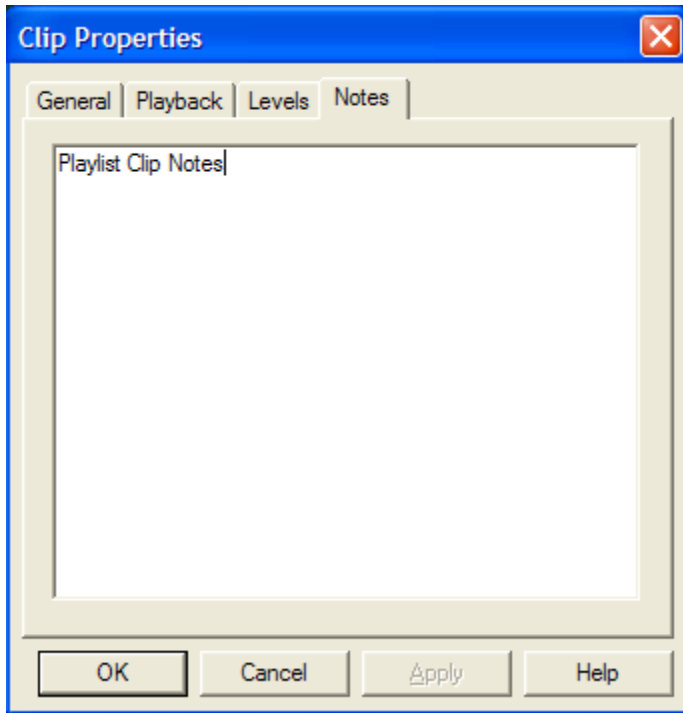 Clip Properties
General Playback Levels Notes
Playlist Clip Notes
OK Cancel Apply Help